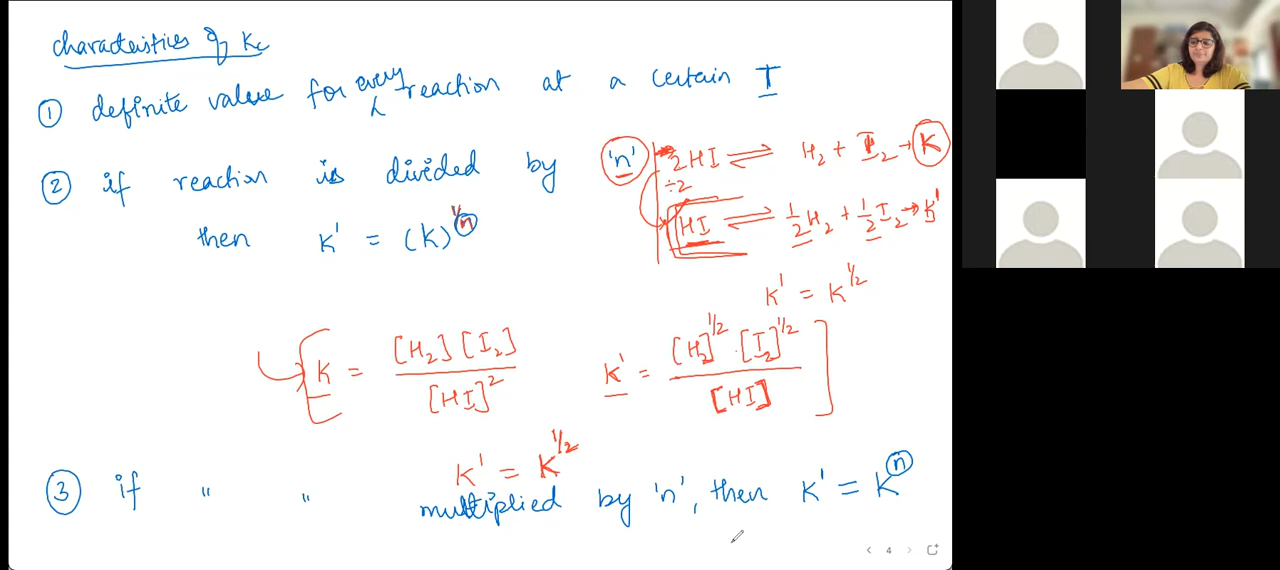 characteristics of Kc
① definite value for every reaction at a certain T
② if reaction is divided by 'n'
2HI ⇌ H₂ + I₂ → K
÷2
HI ⇌ 1/2 H₂ + 1/2 I₂ → K'
then K' = (K)^1/n
K' = K^1/2
K = [H₂] [I₂] / [HI]²
K' = [H₂]^1/2 · [I₂]^1/2 / [HI]
K' = K^1/2
③ if " " multiplied by 'n', then K' = K^n
< 4 >